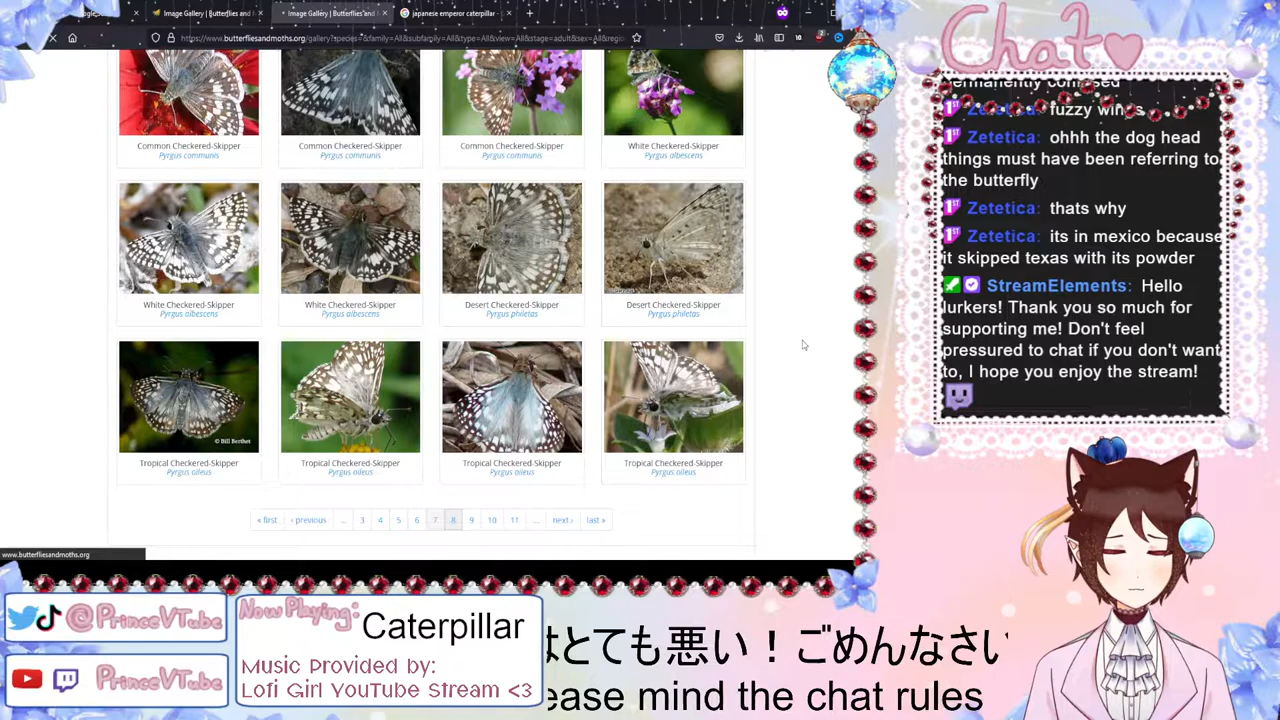 Image Gallery | Butterflies and
Image Gallery | Butterflies and
japanese emperor caterpillar -
https://www.butterfliesandmoths.org/gallery?species=&family=All&subfamily=All&type=All&view=All&stage=adult&sex=All&regio
Common Checkered-Skipper
Pyrgus communis
Common Checkered-Skipper
Pyrgus communis
Common Checkered-Skipper
Pyrgus communis
White Checkered-Skipper
Pyrgus albescens
White Checkered-Skipper
Pyrgus albescens
White Checkered-Skipper
Pyrgus albescens
Desert Checkered-Skipper
Pyrgus philetas
Desert Checkered-Skipper
Pyrgus philetas
© Bill Berthet
Tropical Checkered-Skipper
Pyrgus oileus
Tropical Checkered-Skipper
Pyrgus oileus
Tropical Checkered-Skipper
Pyrgus oileus
Tropical Checkered-Skipper
Pyrgus oileus
« first ‹ previous ... 3 4 5 6 7 8 9 10 11 ... next › last »
www.butterfliesandmoths.org
Chat
permanently confused
1ST Zetetica: fuzzy wings
1ST Zetetica: ohhh the dog head
things must have been referring to
the butterfly
1ST Zetetica: thats why
1ST Zetetica: its in mexico because
it skipped texas with its powder
StreamElements: Hello
lurkers! Thank you so much for
supporting me! Don't feel
pressured to chat if you don't want
to, I hope you enjoy the stream!
@PrinceVTube
PrinceVTube
Now Playing:
Caterpillar
Music Provided by:
Lofi Girl YouTube Stream <3
はとても悪い！ごめんなさい
ease mind the chat rules